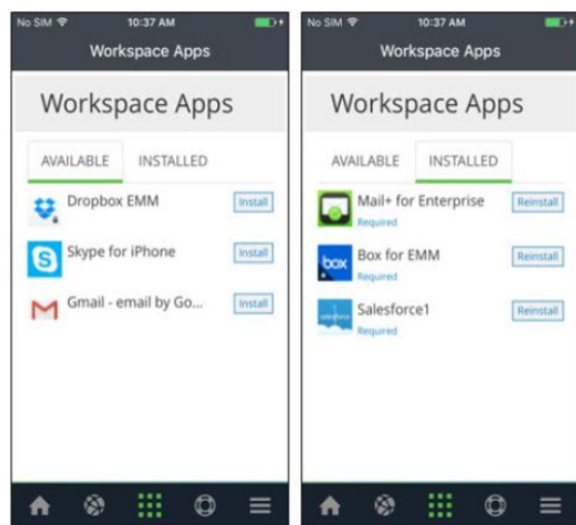 No SIM 10:37 AM
Workspace Apps
Workspace Apps
AVAILABLE INSTALLED
Dropbox EMM Install
Skype for iPhone Install
Gmail - email by Go... Install
No SIM 10:37 AM
Workspace Apps
Workspace Apps
AVAILABLE INSTALLED
Mail+ for Enterprise Reinstall
Required
box
Box for EMM Reinstall
Required
salesforce
Salesforce1 Reinstall
Required